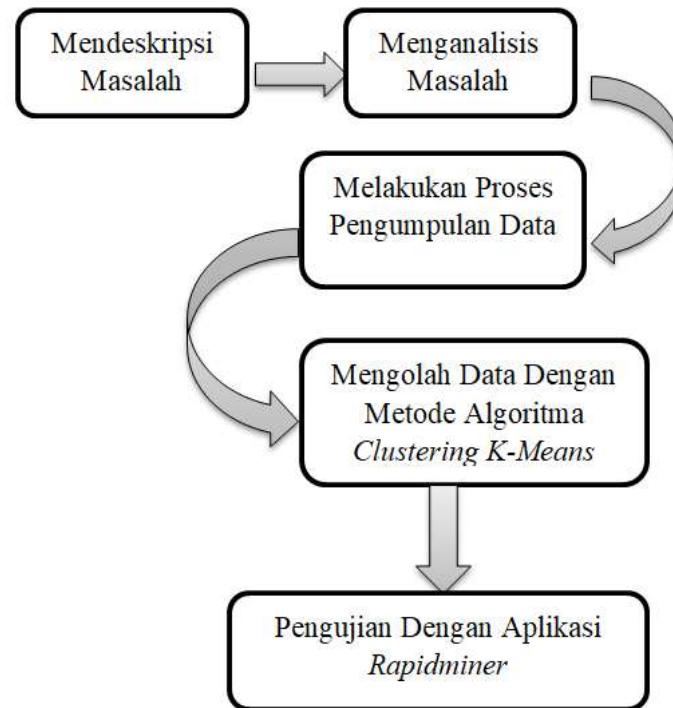 Mendeskripsi
Masalah
Menganalisis
Masalah
Melakukan Proses
Pengumpulan Data
Mengolah Data Dengan
Metode Algoritma
Clustering K-Means
Pengujian Dengan Aplikasi
Rapidminer